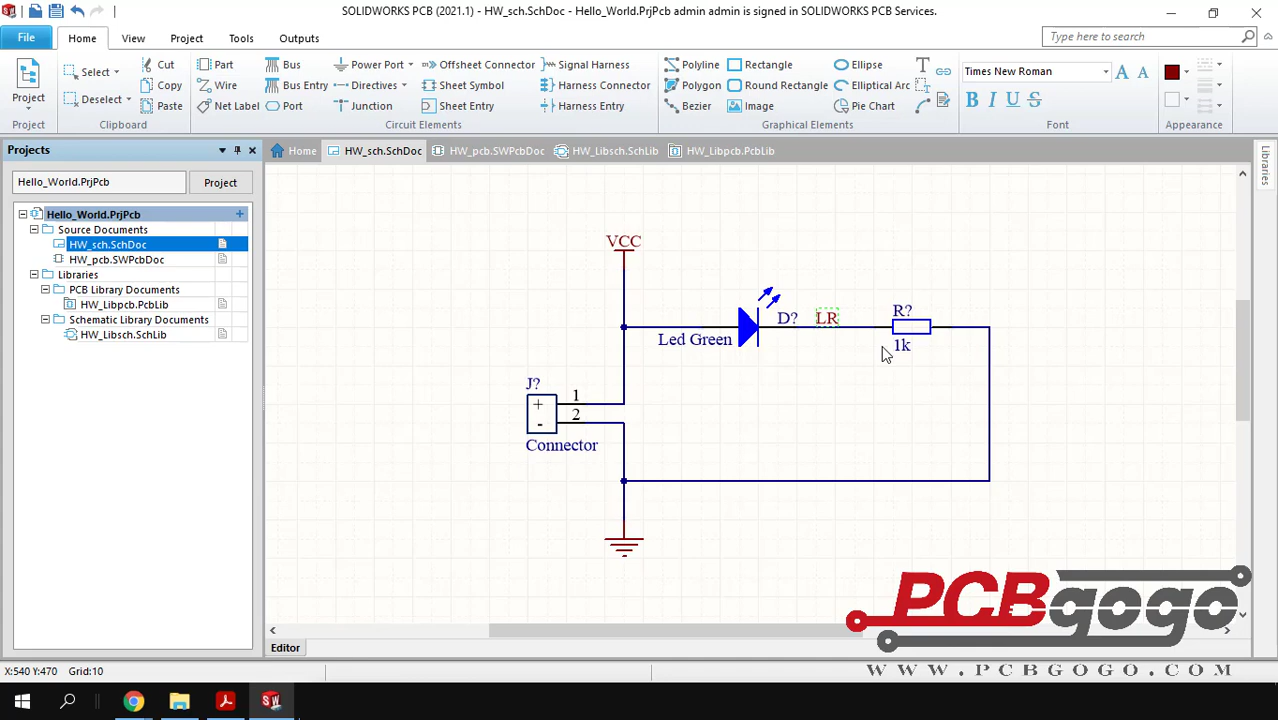 SOLIDWORKS PCB (2021.1) - HW_sch.SchDoc - Hello_World.PrjPcb admin admin is signed in SOLIDWORKS PCB Services.
File Home View Project Tools Outputs
Type here to search
Project
Project
Select
Deselect
Cut
Copy
Paste
Clipboard
Part
Wire
Net Label
Bus
Bus Entry
Port
Power Port
Directives
Junction
Offsheet Connector
Sheet Symbol
Sheet Entry
Signal Harness
Harness Connector
Harness Entry
Circuit Elements
Polyline
Polygon
Bezier
Rectangle
Round Rectangle
Image
Ellipse
Elliptical Arc
Pie Chart
Graphical Elements
Times New Roman
B I U S
Font
Appearance
Projects
Home HW_sch.SchDoc HW_pcb.SWPcbDoc HW_Libsch.SchLib HW_Libpcb.PcbLib
Libraries
Hello_World.PrjPcb Project
Hello_World.PrjPcb
Source Documents
HW_sch.SchDoc
HW_pcb.SWPcbDoc
Libraries
PCB Library Documents
HW_Libpcb.PcbLib
Schematic Library Documents
HW_Libsch.SchLib
VCC
D? LR R?
Led Green 1k
J?
1
+
2
-
Connector
PCBgogo
WWW.PCBGOGO.COM
Editor
X:540 Y:470 Grid:10